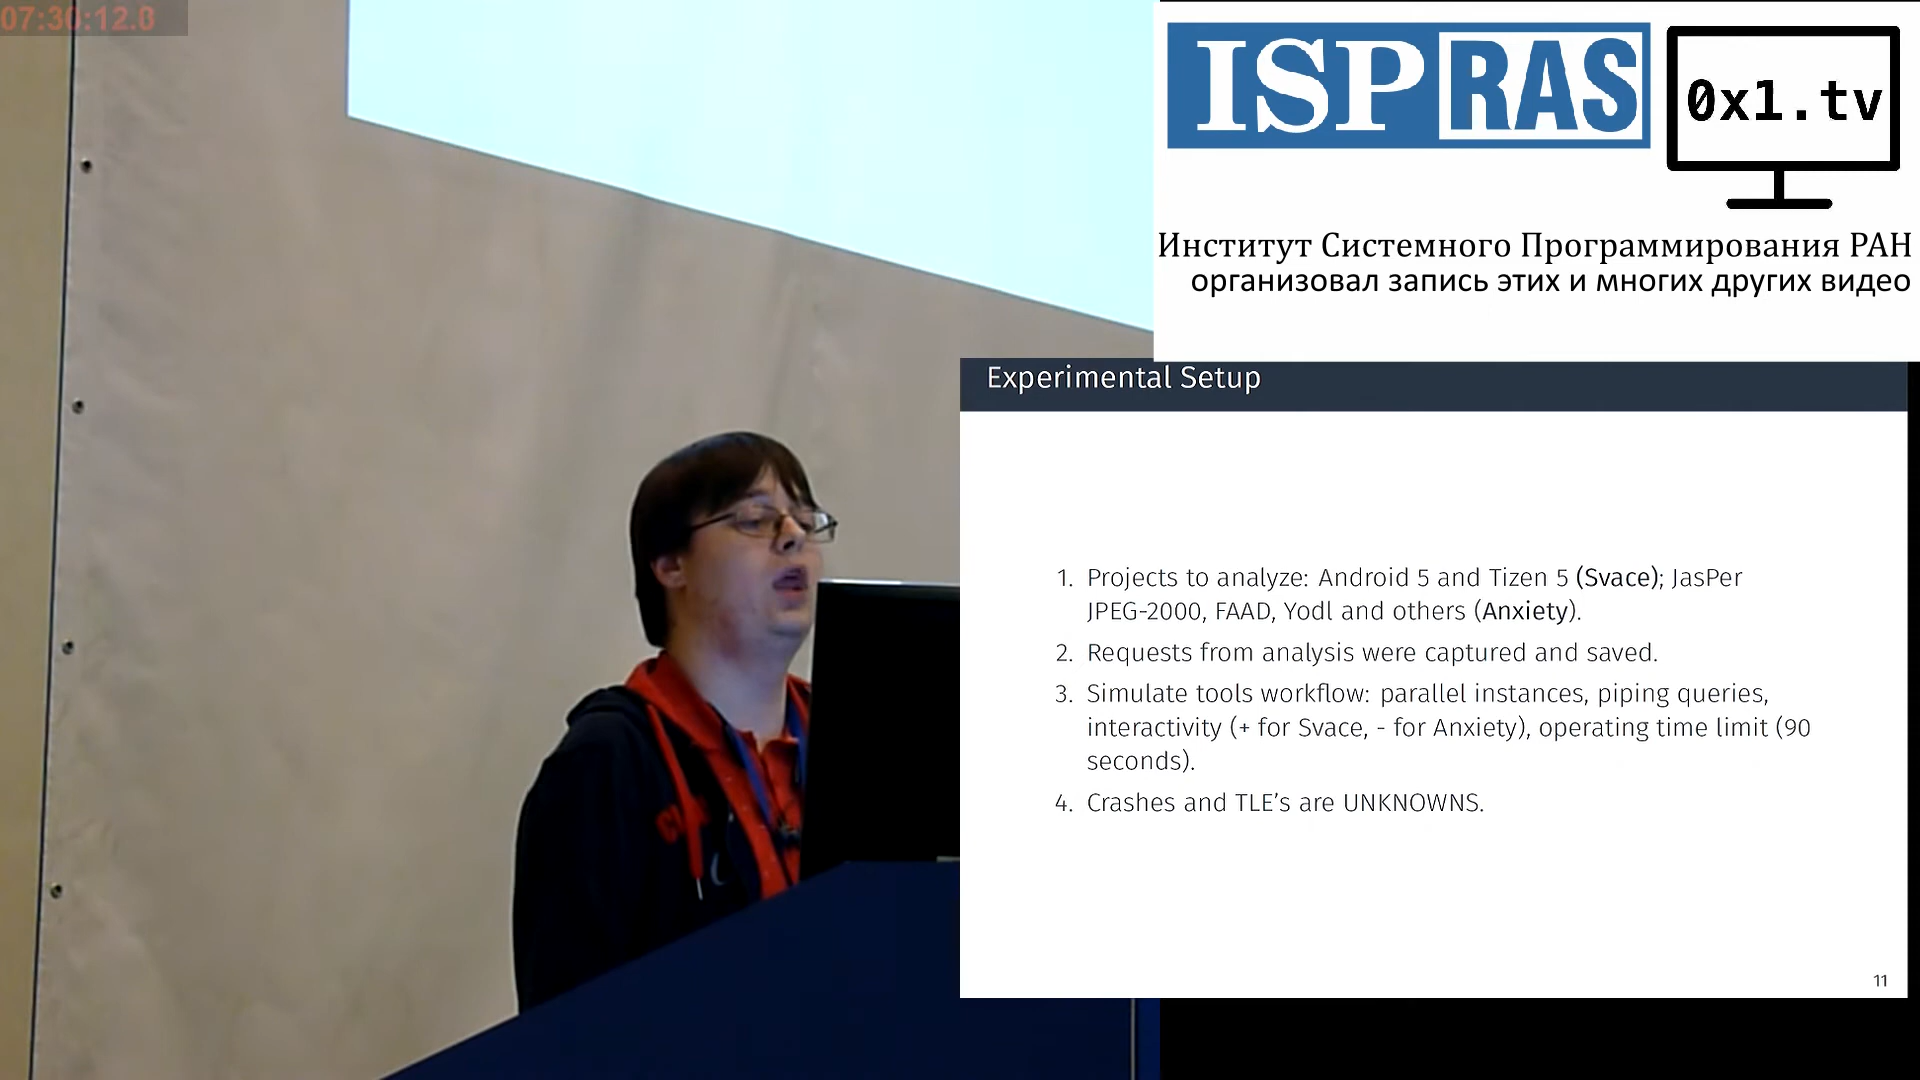 07:30:12.8
ISP RAS
0x1.tv
Институт Системного Программирования РАН
организовал запись этих и многих других видео
Experimental Setup
1. Projects to analyze: Android 5 and Tizen 5 (Svace); JasPer
JPEG-2000, FAAD, Yodl and others (Anxiety).
2. Requests from analysis were captured and saved.
3. Simulate tools workflow: parallel instances, piping queries,
interactivity (+ for Svace, - for Anxiety), operating time limit (90
seconds).
4. Crashes and TLE’s are UNKNOWNS.
11